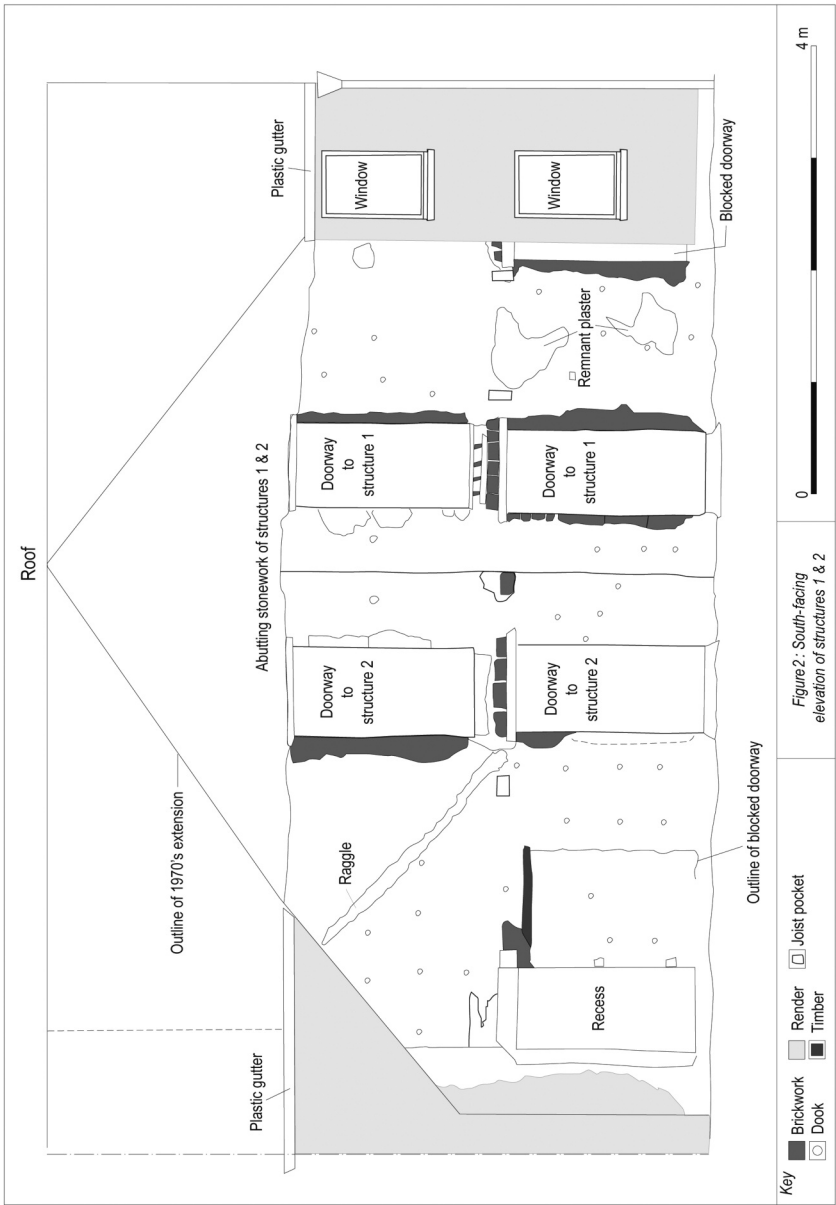 Roof
Outline of 1970's extension
Abutting stonework of structures 1 & 2
Plastic gutter
Plastic gutter
Raggle
Doorway
to
structure 2
Doorway
to
structure 1
Window
Recess
Doorway
to
structure 2
Doorway
to
structure 1
Remnant plaster
Window
Outline of blocked doorway
Blocked doorway
Key
Brickwork
Render
Joist pocket
Dook
Timber
Figure 2: South-facing
elevation of structures 1 & 2
0
4 m